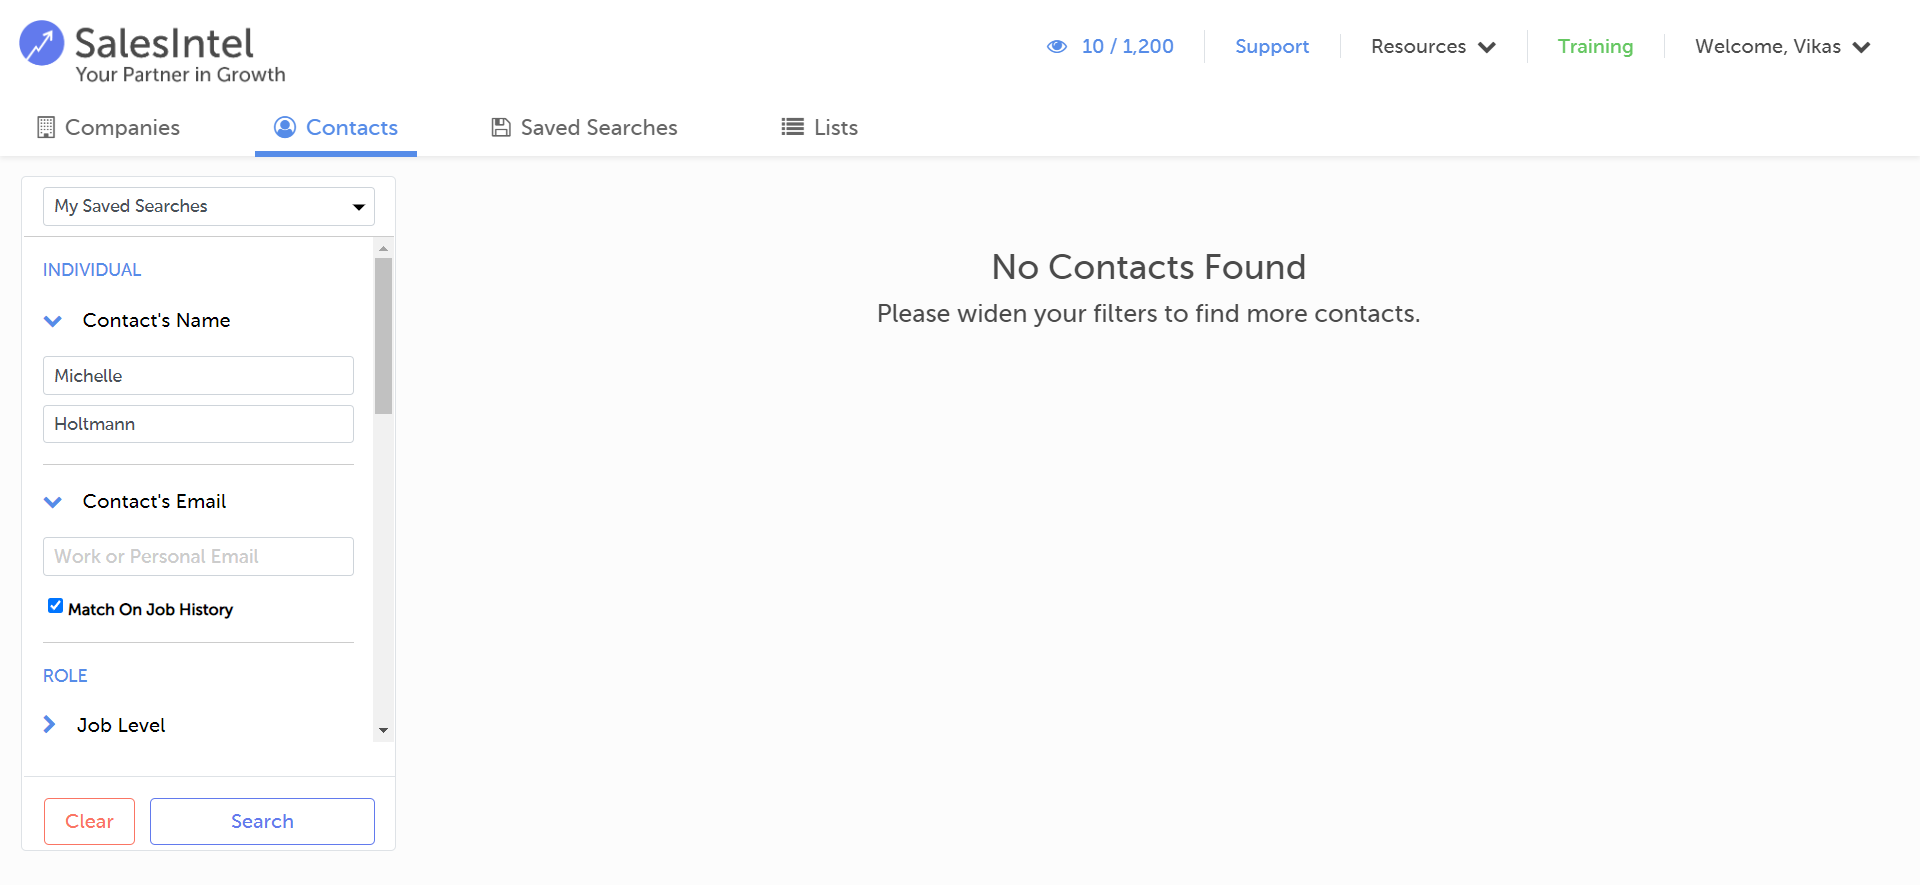 SalesIntel
Your Partner in Growth
10 / 1,200
Support
Resources
Training
Welcome, Vikas
Companies
Contacts
Saved Searches
Lists
My Saved Searches
INDIVIDUAL
Contact's Name
Michelle
Holtmann
Contact's Email
Work or Personal Email
Match On Job History
ROLE
Job Level
Clear
Search
No Contacts Found
Please widen your filters to find more contacts.